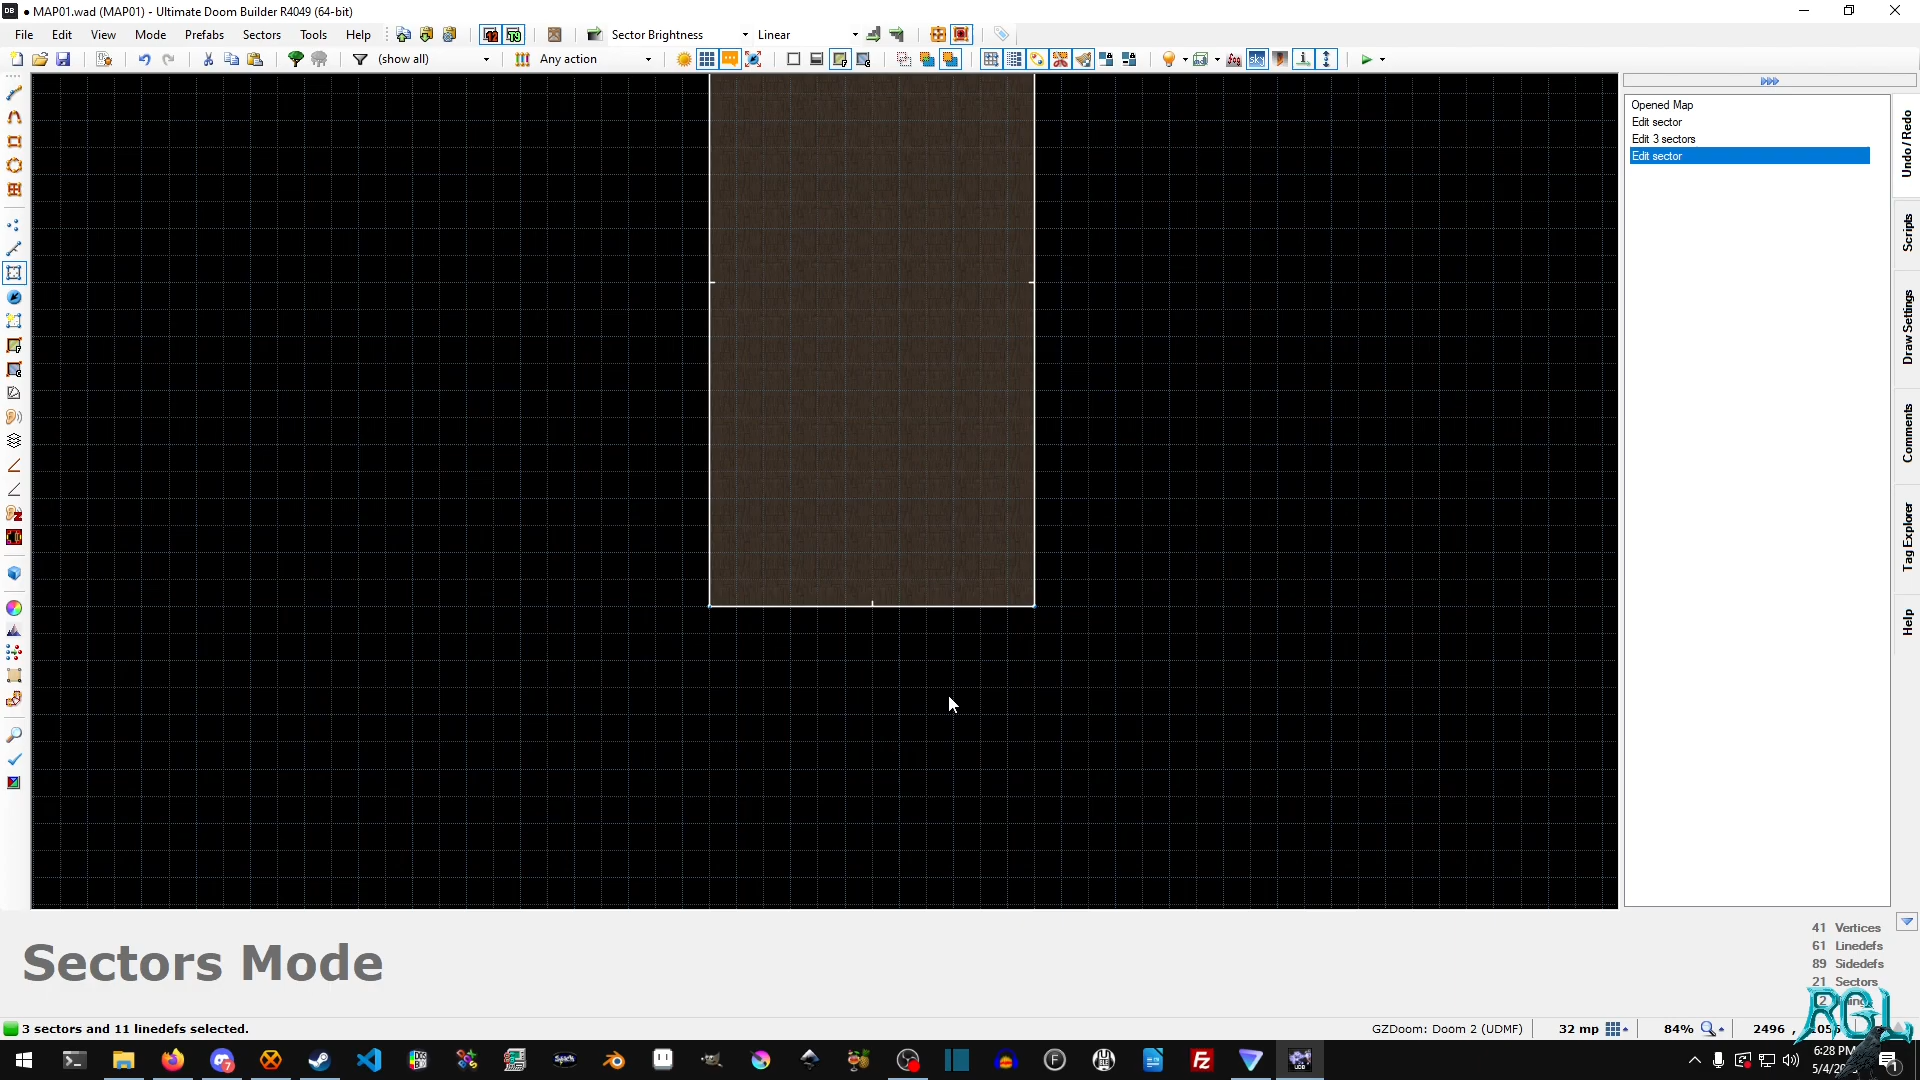 MAP01.wad (MAP01) - Ultimate Doom Builder R4049 (64-bit)
File Edit View Mode Prefabs Sectors Tools Help Sector Brightness Linear
(show all) Any action
Opened Map
Edit sector
Edit 3 sectors
Edit sector
Undo / Redo
Scripts
Draw Settings
Comments
Tag Explorer
Help
Sectors Mode
41 Vertices
61 Linedefs
89 Sidedefs
21 Sectors
3 sectors and 11 linedefs selected.
GZDoom: Doom 2 (UDMF) 32 mp 84% 2496 ,
RGL
6:28 PM